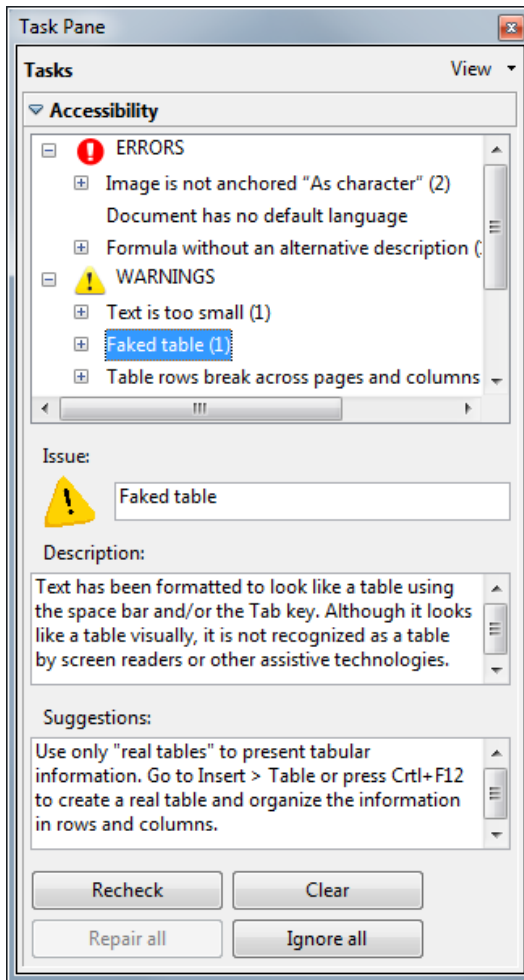 Task Pane
Tasks View
Accessibility
ERRORS
Image is not anchored "As character" (2)
Document has no default language
Formula without an alternative description (
WARNINGS
Text is too small (1)
Faked table (1)
Table rows break across pages and columns
Issue:
Faked table
Description:
Text has been formatted to look like a table using
the space bar and/or the Tab key. Although it looks
like a table visually, it is not recognized as a table
by screen readers or other assistive technologies.
Suggestions:
Use only "real tables" to present tabular
information. Go to Insert > Table or press Crtl+F12
to create a real table and organize the information
in rows and columns.
Recheck Clear
Repair all Ignore all